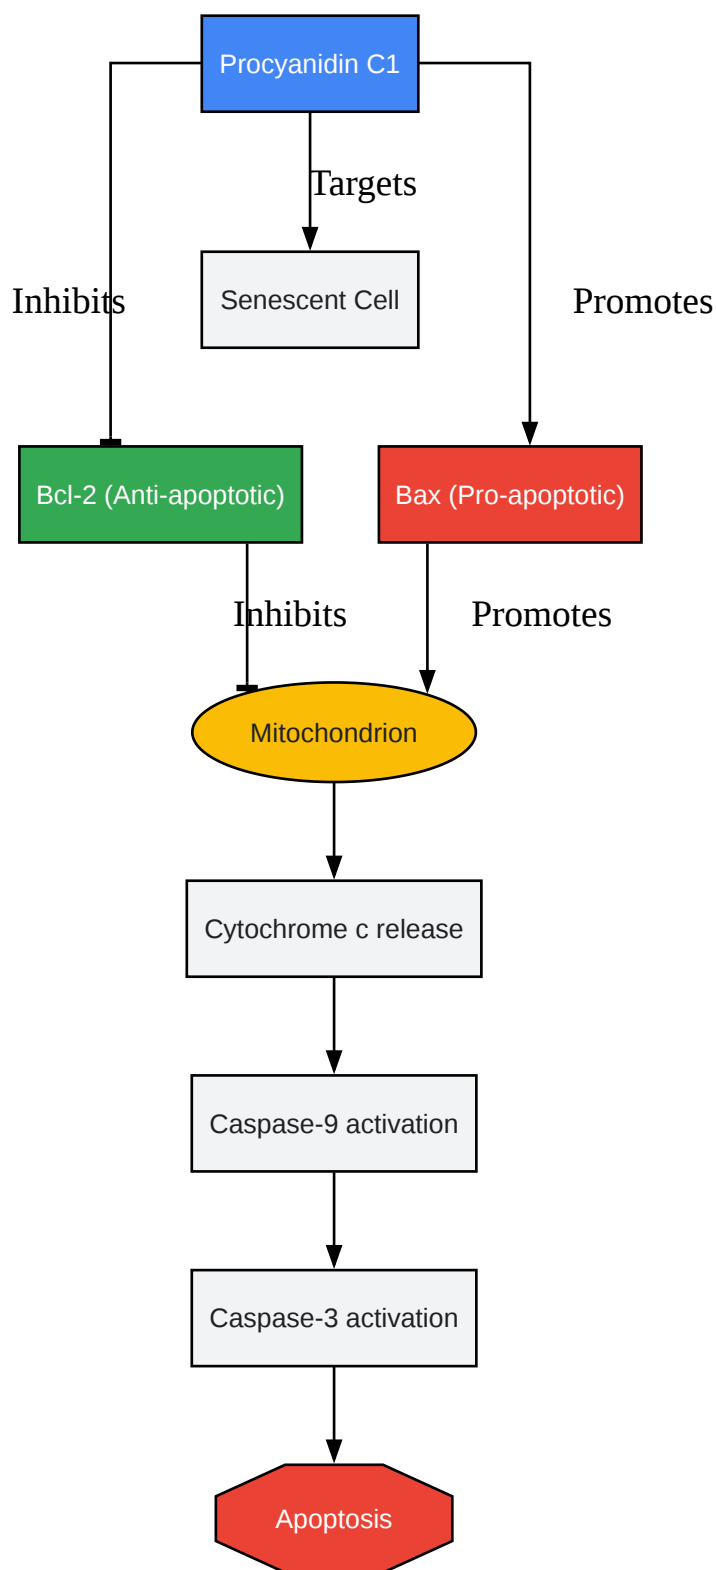 Procyanidin C1
Targets
Inhibits
Senescent Cell
Promotes
Bcl-2 (Anti-apoptotic)
Bax (Pro-apoptotic)
Inhibits
Promotes
Mitochondrion
Cytochrome c release
Caspase-9 activation
Caspase-3 activation
Apoptosis